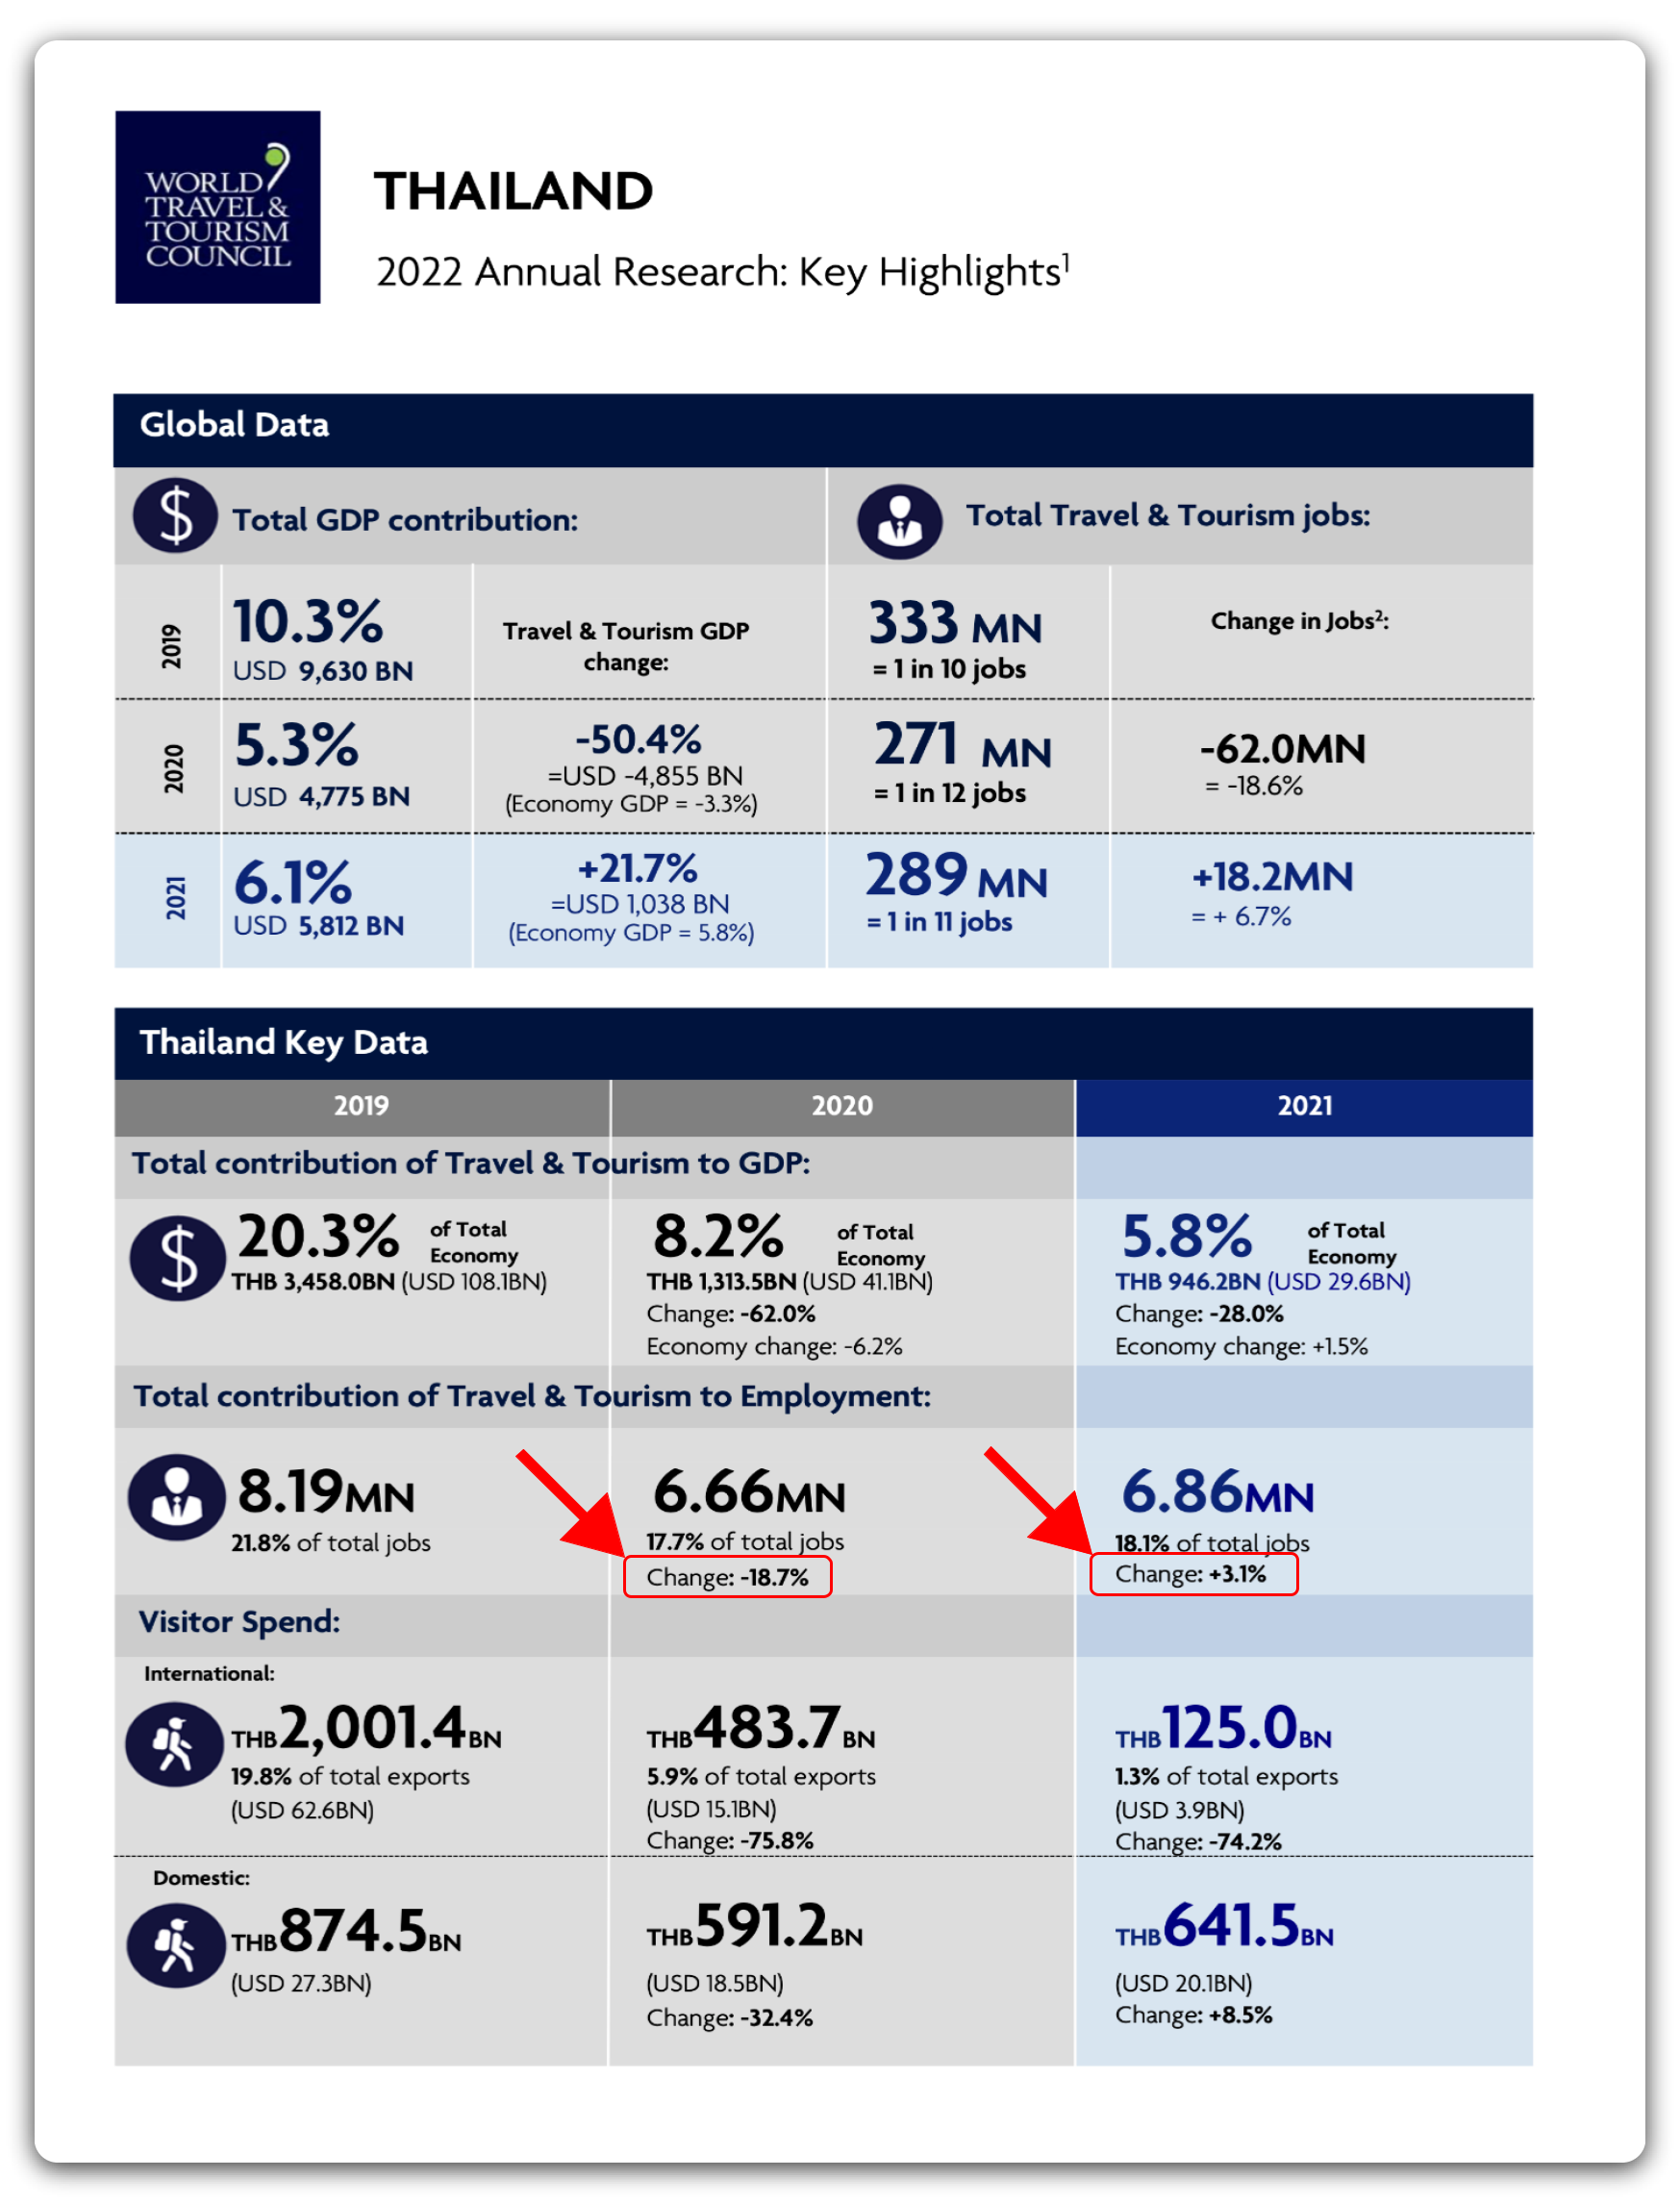 WORLD
TRAVEL &
TOURISM
COUNCIL
THAILAND
2022 Annual Research: Key Highlights¹
Global Data
Total GDP contribution:
Total Travel & Tourism jobs:
2019
10.3%
USD 9,630 BN
Travel & Tourism GDP
change:
333 MN
= 1 in 10 jobs
Change in Jobs²:
2020
5.3%
USD 4,775 BN
-50.4%
=USD -4,855 BN
(Economy GDP = -3.3%)
271 MN
= 1 in 12 jobs
-62.0MN
= -18.6%
2021
6.1%
USD 5,812 BN
+21.7%
=USD 1,038 BN
(Economy GDP = 5.8%)
289 MN
= 1 in 11 jobs
+18.2MN
= + 6.7%
Thailand Key Data
2019
2020
2021
Total contribution of Travel & Tourism to GDP:
20.3% of Total
Economy
THB 3,458.0BN (USD 108.1BN)
8.2% of Total
Economy
THB 1,313.5BN (USD 41.1BN)
Change: -62.0%
Economy change: -6.2%
5.8% of Total
Economy
THB 946.2BN (USD 29.6BN)
Change: -28.0%
Economy change: +1.5%
Total contribution of Travel & Tourism to Employment:
8.19MN
21.8% of total jobs
6.66MN
17.7% of total jobs
Change: -18.7%
6.86MN
18.1% of total jobs
Change: +3.1%
Visitor Spend:
International:
THB2,001.4BN
19.8% of total exports
(USD 62.6BN)
THB483.7BN
5.9% of total exports
(USD 15.1BN)
Change: -75.8%
THB125.0BN
1.3% of total exports
(USD 3.9BN)
Change: -74.2%
Domestic:
THB874.5BN
(USD 27.3BN)
THB591.2BN
(USD 18.5BN)
Change: -32.4%
THB641.5BN
(USD 20.1BN)
Change: +8.5%